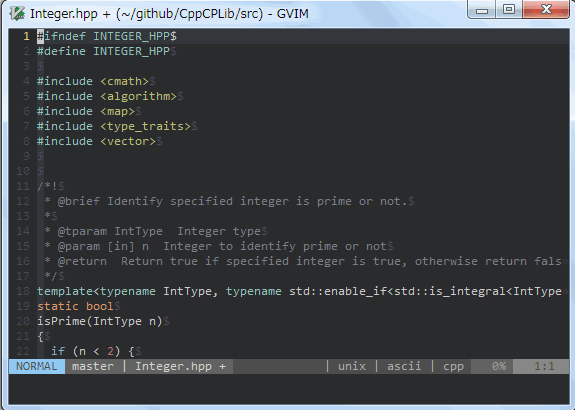 Integer.hpp + (~/github/CppCPLib/src) - GVIM
1 #ifndef INTEGER_HPP$
2 #define INTEGER_HPP$
3 $
4 #include <cmath>$
5 #include <algorithm>$
6 #include <map>$
7 #include <type_traits>$
8 #include <vector>$
9 $
10 $
11 /*!$
12  * @brief Identify specified integer is prime or not.$
13  *$
14  * @tparam IntType  Integer type$
15  * @param [in] n  Integer to identify prime or not$
16  * @return  Return true if specified integer is true, otherwise return fals»
17  */$
18 template<typename IntType, typename std::enable_if<std::is_integral<IntType»
19 static bool$
20 isPrime(IntType n)$
21 {$
22   if (n < 2) {$
NORMAL master | Integer.hpp + | unix | ascii | cpp 0% 1:1